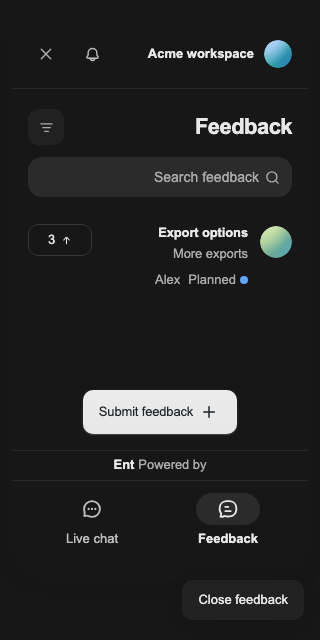 Acme workspace
Feedback
Search feedback
Export options
3
More exports
Alex Planned
Submit feedback
Ent Powered by
Live chat
Feedback
Close feedback